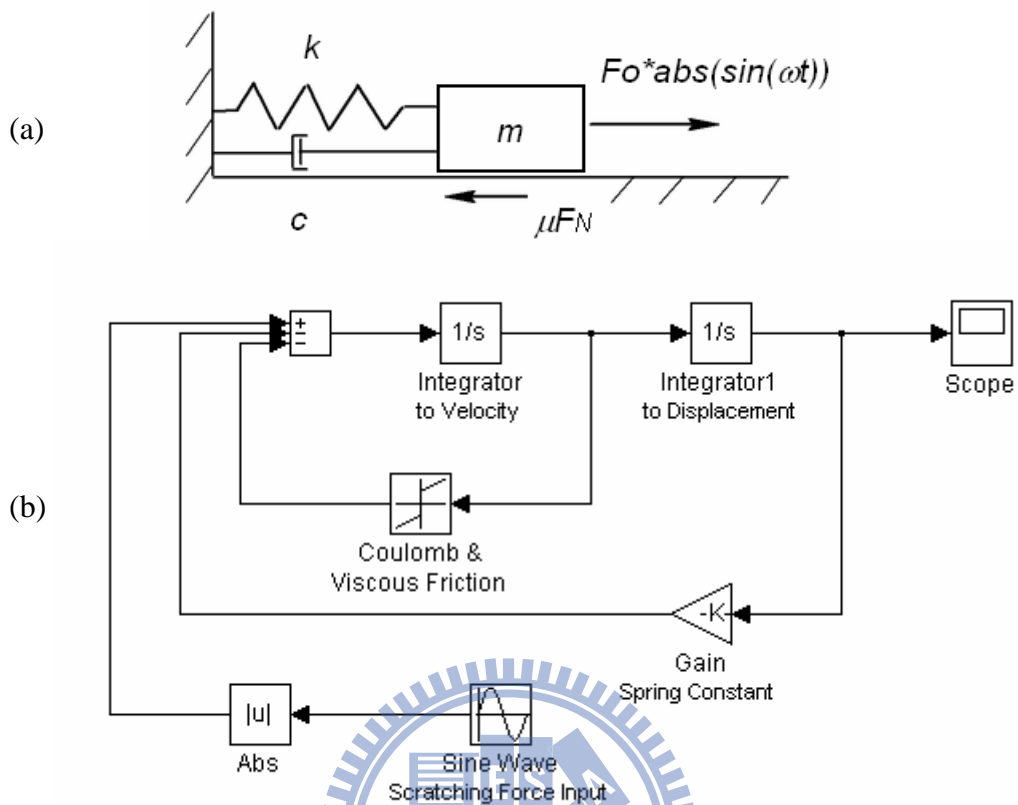 (a)
k
Fo*abs(sin(ωt))
m
c
μFN
(b)
+
−
−
1/s
Integrator
to Velocity
1/s
Integrator1
to Displacement
Scope
Coulomb &
Viscous Friction
-K-
Gain
Spring Constant
|u|
Abs
Sine Wave
Scratching Force Input